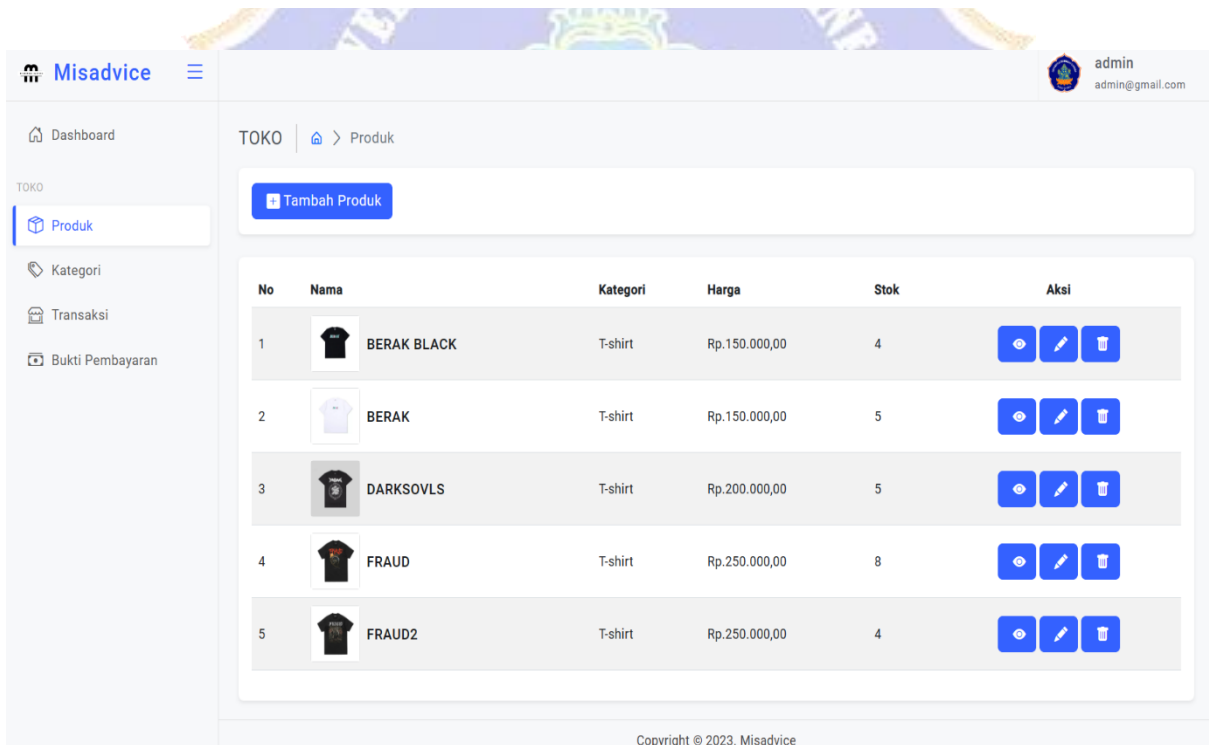 Misadvice
admin
admin@gmail.com
Dashboard
TOKO
Produk
Kategori
Transaksi
Bukti Pembayaran
TOKO Produk
Tambah Produk
No Nama Kategori Harga Stok Aksi
1 BERAK BLACK T-shirt Rp.150.000,00 4
2 BERAK T-shirt Rp.150.000,00 5
3 DARKSOVLS T-shirt Rp.200.000,00 5
4 FRAUD T-shirt Rp.250.000,00 8
5 FRAUD2 T-shirt Rp.250.000,00 4
Copyright © 2023. Misadvice